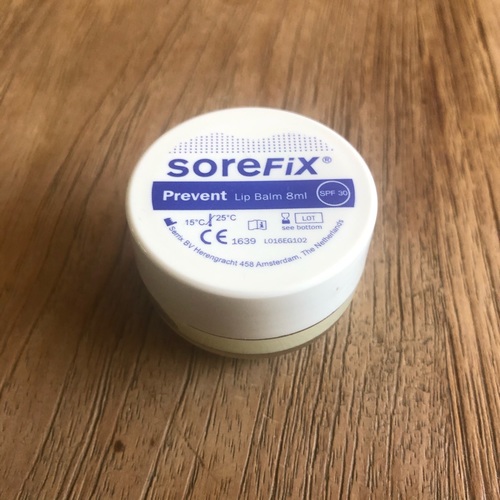 soreFiX®
Prevent Lip Balm 8ml SPF 30
15°C 25°C LOT
see bottom
CE 1639 L016EG102
BV Herengracht 458 Amsterdam, The Netherlands